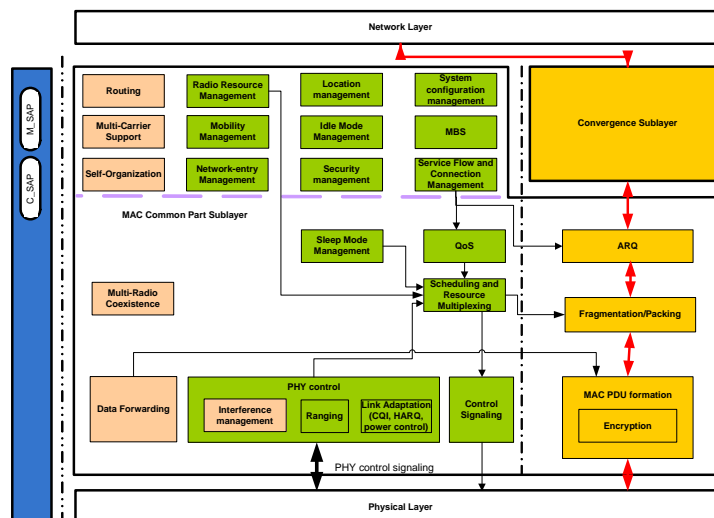 Network Layer
M_SAP
C_SAP
Routing
Radio Resource
Management
Location
management
System
configuration
management
Multi-Carrier
Support
Mobility
Management
Idle Mode
Management
MBS
Convergence Sublayer
Self-Organization
Network-entry
Management
Security
management
Service Flow and
Connection
Management
MAC Common Part Sublayer
Sleep Mode
Management
QoS
ARQ
Multi-Radio
Coexistence
Scheduling and
Resource
Multiplexing
Fragmentation/Packing
Data Forwarding
PHY control
Interference
management
Ranging
Link Adaptation
(CQI, HARQ,
power control)
Control
Signaling
MAC PDU formation
Encryption
PHY control signaling
Physical Layer